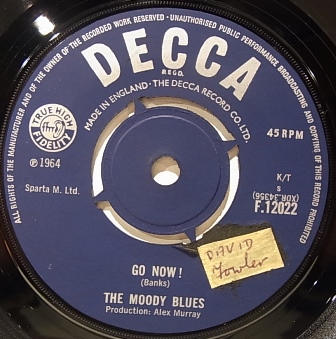 ALL RIGHTS OF THE MANUFACTURER AND OF THE OWNER OF THE RECORDED WORK RESERVED · UNAUTHORISED PUBLIC PERFORMANCE BROADCASTING AND COPYING OF THIS RECORD PROHIBITED
DECCA
REGD.
MADE IN ENGLAND · THE DECCA RECORD CO. LTD.
TRUE HIGH
ffrr
FIDELITY
45 RPM
℗ 1964
K/T
Sparta M. Ltd.
s
(XDR.34356)
F.12022
DAVID
Fowler
GO NOW!
(Banks)
THE MOODY BLUES
Production: Alex Murray